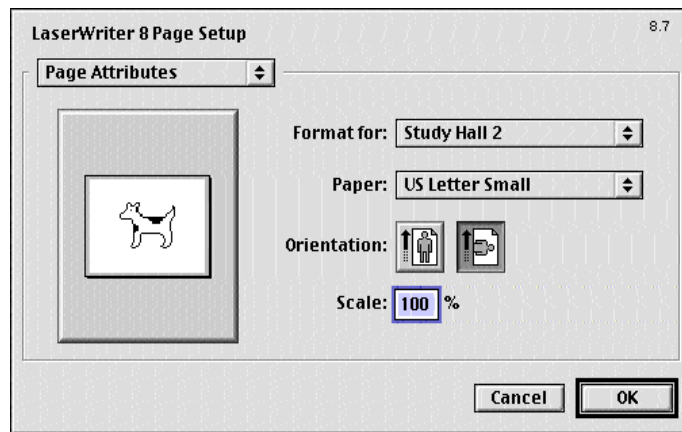 LaserWriter 8 Page Setup
8.7
Page Attributes
Format for: Study Hall 2
Paper: US Letter Small
Orientation:
Scale: 100 %
Cancel OK